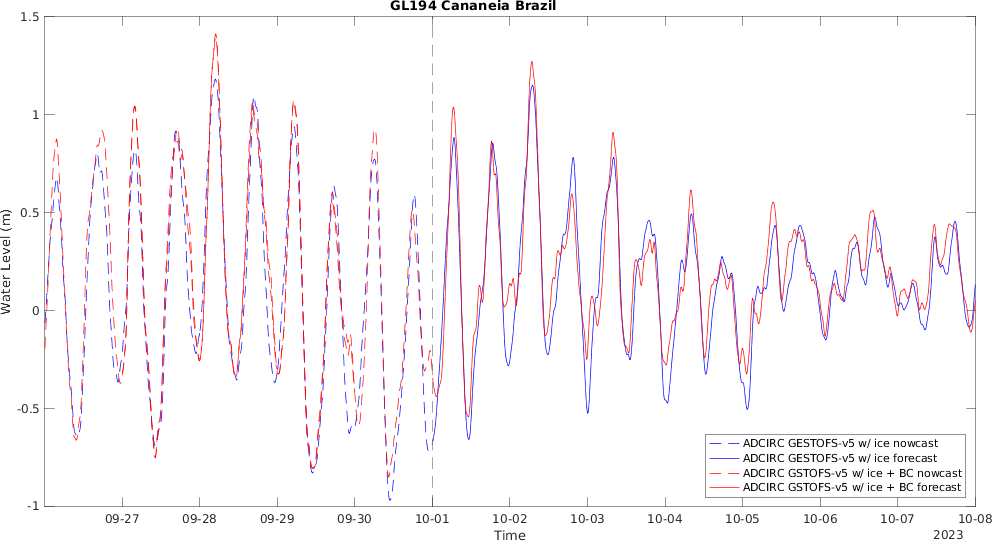 GL194 Cananeia Brazil
1.5
1
0.5
0
-0.5
-1
Water Level (m)
ADCIRC GESTOFS-v5 w/ ice nowcast
ADCIRC GESTOFS-v5 w/ ice forecast
ADCIRC GSTOFS-v5 w/ ice + BC nowcast
ADCIRC GSTOFS-v5 w/ ice + BC forecast
09-27 09-28 09-29 09-30 10-01 10-02 10-03 10-04 10-05 10-06 10-07 10-08
Time
2023